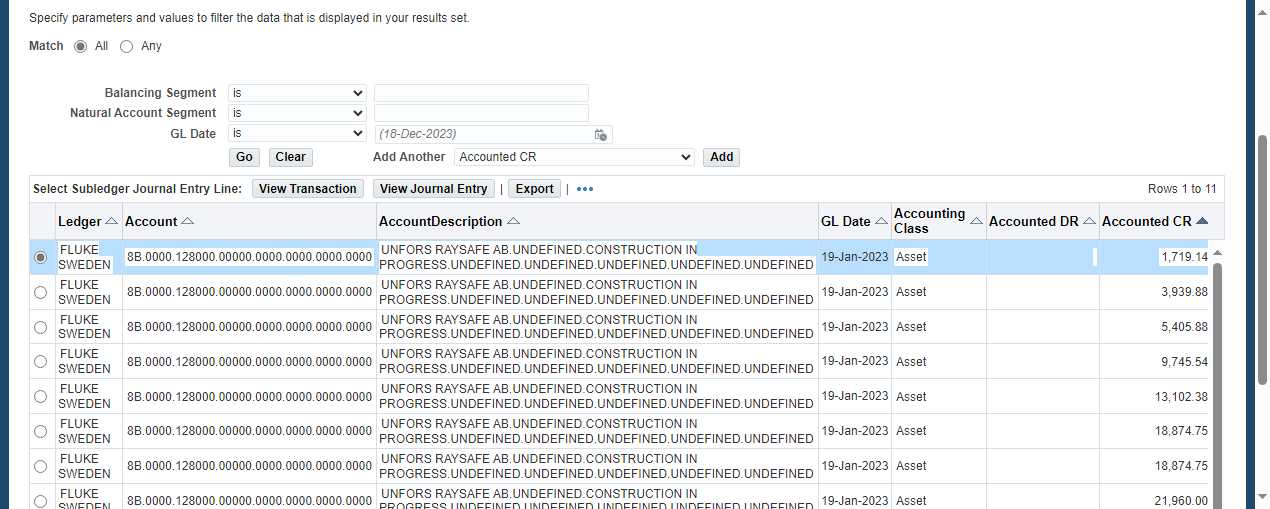 Specify parameters and values to filter the data that is displayed in your results set.
Match All Any
Balancing Segment is
Natural Account Segment is
GL Date is (18-Dec-2023)
Go Clear Add Another Accounted CR Add
Select Subledger Journal Entry Line: View Transaction View Journal Entry | Export | ••• Rows 1 to 11
Ledger Account AccountDescription GL Date Accounting Class Accounted DR Accounted CR
FLUKE UNFORS RAYSAFE AB.UNDEFINED.CONSTRUCTION IN
SWEDEN 8B.0000.128000.00000.0000.0000.0000.0000 PROGRESS.UNDEFINED.UNDEFINED.UNDEFINED.UNDEFINED.UNDEFINED 19-Jan-2023 Asset 1,719.14
FLUKE UNFORS RAYSAFE AB.UNDEFINED.CONSTRUCTION IN
SWEDEN 8B.0000.128000.00000.0000.0000.0000.0000 PROGRESS.UNDEFINED.UNDEFINED.UNDEFINED.UNDEFINED.UNDEFINED 19-Jan-2023 Asset 3,939.88
FLUKE UNFORS RAYSAFE AB.UNDEFINED.CONSTRUCTION IN
SWEDEN 8B.0000.128000.00000.0000.0000.0000.0000 PROGRESS.UNDEFINED.UNDEFINED.UNDEFINED.UNDEFINED.UNDEFINED 19-Jan-2023 Asset 5,405.88
FLUKE UNFORS RAYSAFE AB.UNDEFINED.CONSTRUCTION IN
SWEDEN 8B.0000.128000.00000.0000.0000.0000.0000 PROGRESS.UNDEFINED.UNDEFINED.UNDEFINED.UNDEFINED.UNDEFINED 19-Jan-2023 Asset 9,745.54
FLUKE UNFORS RAYSAFE AB.UNDEFINED.CONSTRUCTION IN
SWEDEN 8B.0000.128000.00000.0000.0000.0000.0000 PROGRESS.UNDEFINED.UNDEFINED.UNDEFINED.UNDEFINED.UNDEFINED 19-Jan-2023 Asset 13,102.38
FLUKE UNFORS RAYSAFE AB.UNDEFINED.CONSTRUCTION IN
SWEDEN 8B.0000.128000.00000.0000.0000.0000.0000 PROGRESS.UNDEFINED.UNDEFINED.UNDEFINED.UNDEFINED.UNDEFINED 19-Jan-2023 Asset 18,874.75
FLUKE UNFORS RAYSAFE AB.UNDEFINED.CONSTRUCTION IN
SWEDEN 8B.0000.128000.00000.0000.0000.0000.0000 PROGRESS.UNDEFINED.UNDEFINED.UNDEFINED.UNDEFINED.UNDEFINED 19-Jan-2023 Asset 18,874.75
FLUKE UNFORS RAYSAFE AB.UNDEFINED.CONSTRUCTION IN
SWEDEN 8B.0000.128000.00000.0000.0000.0000.0000 PROGRESS.UNDEFINED.UNDEFINED.UNDEFINED.UNDEFINED.UNDEFINED 19-Jan-2023 Asset 21,960.00